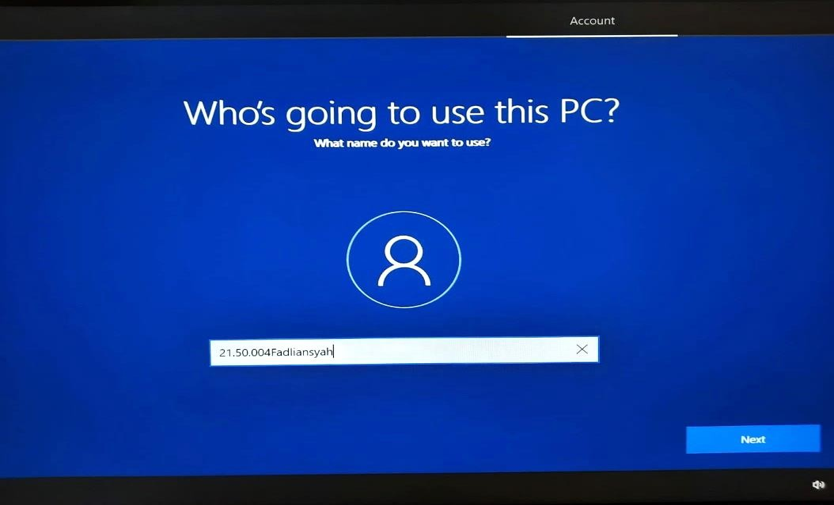 Account
Who's going to use this PC?
What name do you want to use?
21.50.004Fadliansyah
Next